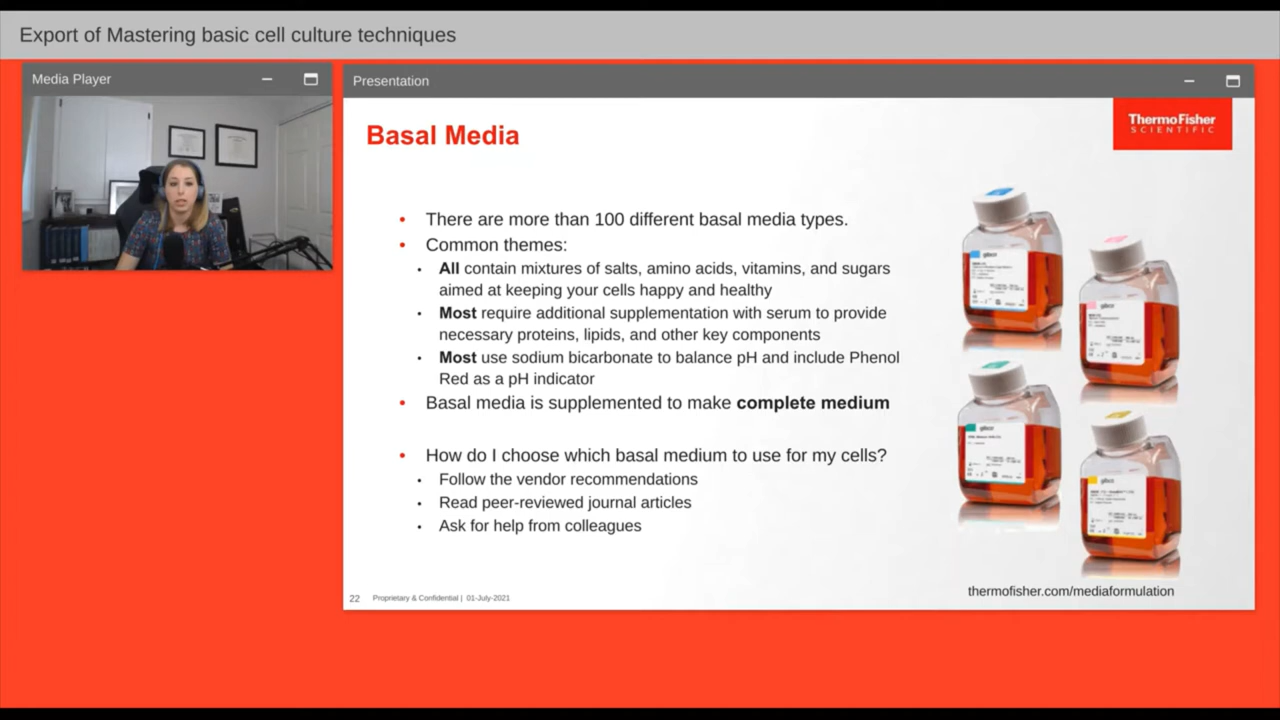 Export of Mastering basic cell culture techniques
Media Player
Presentation
Basal Media
ThermoFisher
SCIENTIFIC
• There are more than 100 different basal media types.
• Common themes:
• All contain mixtures of salts, amino acids, vitamins, and sugars
aimed at keeping your cells happy and healthy
• Most require additional supplementation with serum to provide
necessary proteins, lipids, and other key components
• Most use sodium bicarbonate to balance pH and include Phenol
Red as a pH indicator
• Basal media is supplemented to make complete medium
• How do I choose which basal medium to use for my cells?
• Follow the vendor recommendations
• Read peer-reviewed journal articles
• Ask for help from colleagues
gibco
gibco
gibco
gibco
thermofisher.com/mediaformulation
22 Proprietary & Confidential | 01-July-2021